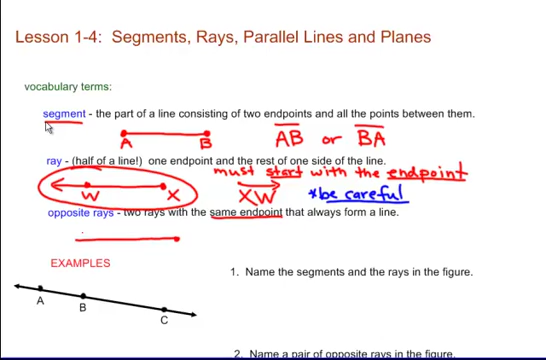 Lesson 1-4: Segments, Rays, Parallel Lines and Planes
vocabulary terms:
segment - the part of a line consisting of two endpoints and all the points between them.
A B AB or BA
ray - (half of a line!) one endpoint and the rest of one side of the line.
must start with the endpoint
W X XW *be careful
opposite rays - two rays with the same endpoint that always form a line.
EXAMPLES
1. Name the segments and the rays in the figure.
A
B
C
2. Name a pair of opposite rays in the figure.